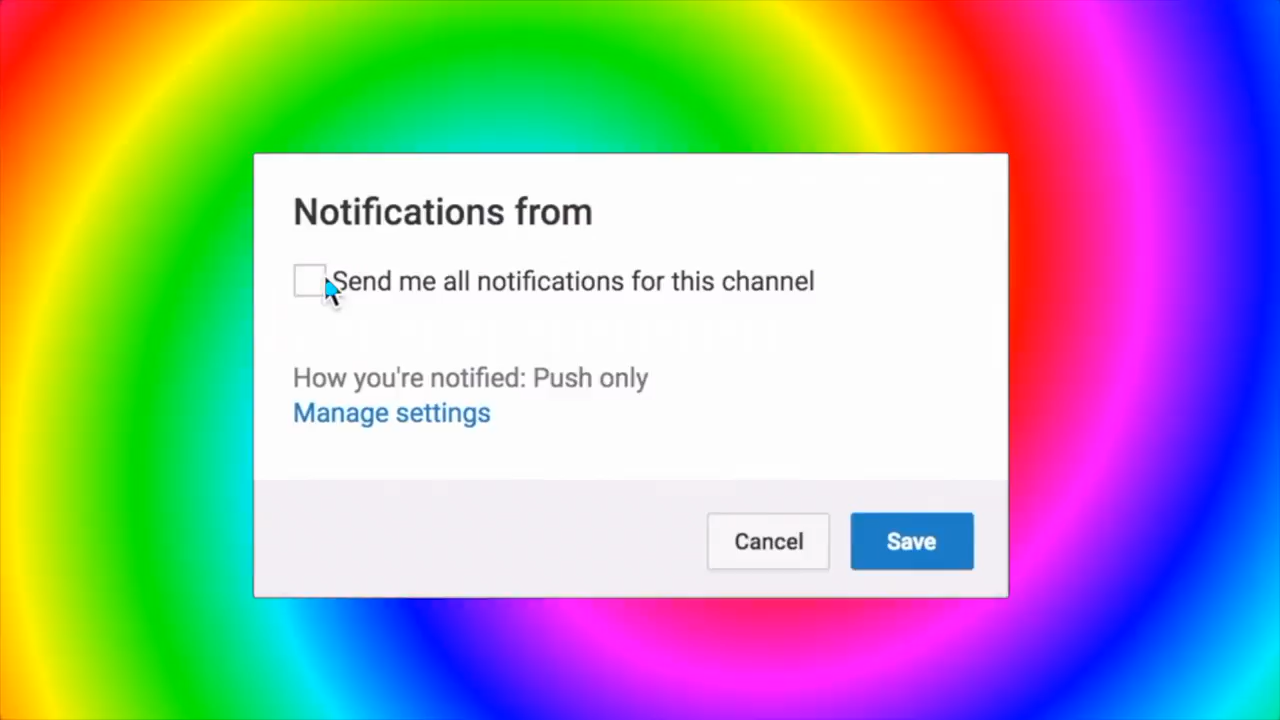 Notifications from
Send me all notifications for this channel
How you're notified: Push only
Manage settings
Cancel Save